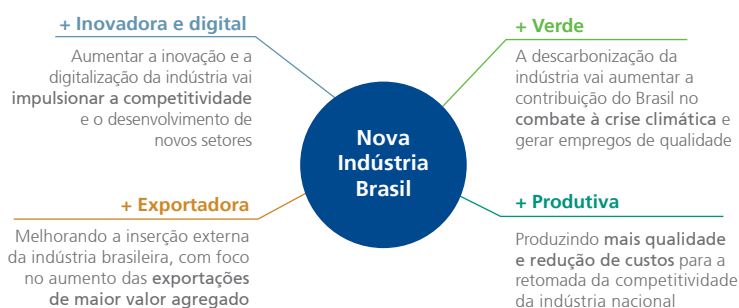 + Inovadora e digital
Aumentar a inovação e a
digitalização da indústria vai
impulsionar a competitividade
e o desenvolvimento de
novos setores
+ Verde
A descarbonização da
indústria vai aumentar a
contribuição do Brasil no
combate à crise climática e
gerar empregos de qualidade
Nova
Indústria
Brasil
+ Exportadora
Melhorando a inserção externa
da indústria brasileira, com foco
no aumento das exportações
de maior valor agregado
+ Produtiva
Produzindo mais qualidade
e redução de custos para a
retomada da competitividade
da indústria nacional